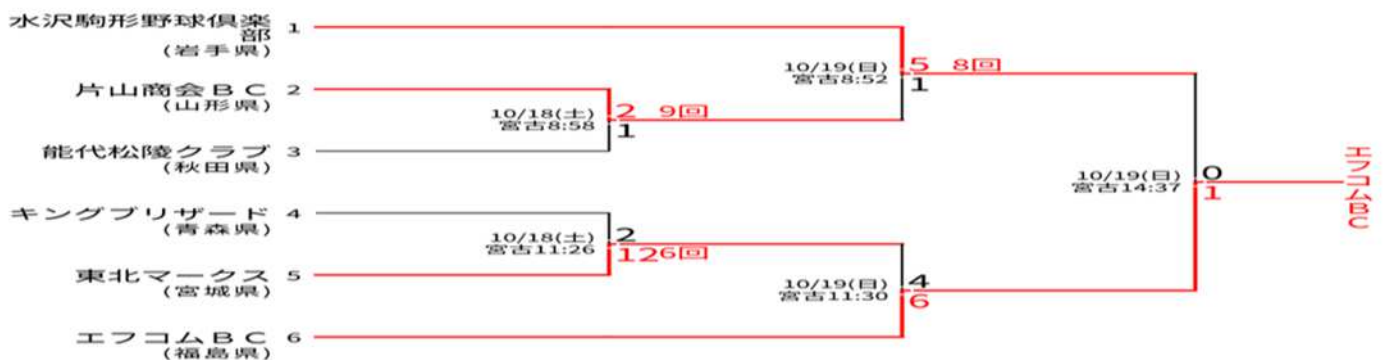 水沢駒形野球倶楽
部
(岩手県)
1
10/19(日)
宮古8:52
5
8回
1
片山商会BC
(山形県)
2
10/18(土)
宮古8:58
2
9回
1
能代松陵クラブ
(秋田県)
3
10/19(日)
宮古14:37
0
1
エフコムBC
キングブリザード
(青森県)
4
10/18(土)
宮古11:26
2
12
6回
東北マークス
(宮城県)
5
10/19(日)
宮古11:30
4
6
エフコムBC
(福島県)
6